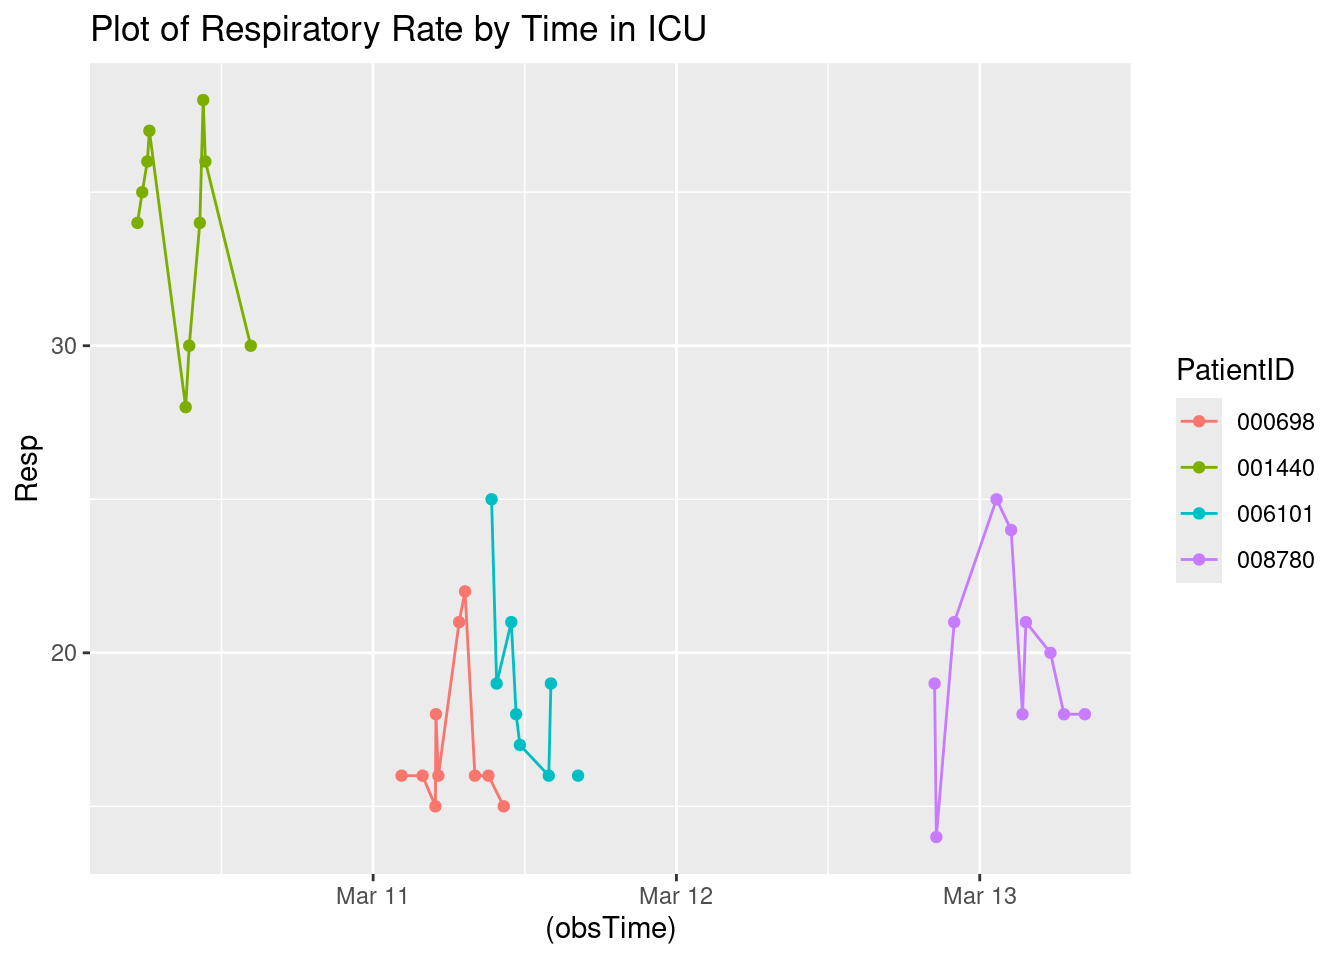 Plot of Respiratory Rate by Time in ICU
30
20
Resp
Mar 11
Mar 12
Mar 13
(obsTime)
PatientID
000698
001440
006101
008780